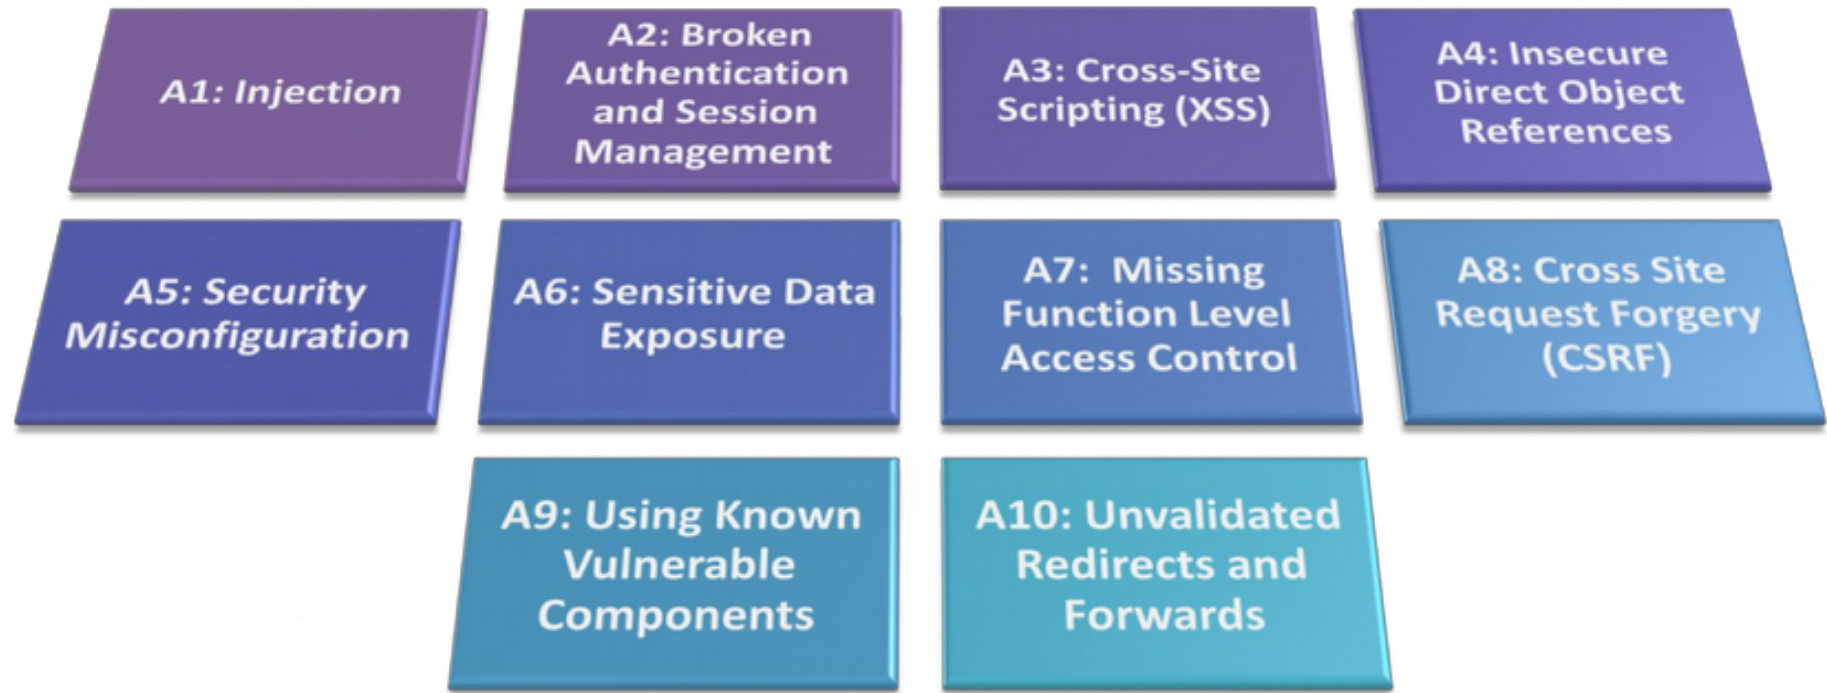 A1: Injection
A2: Broken
Authentication
and Session
Management
A3: Cross-Site
Scripting (XSS)
A4: Insecure
Direct Object
References
A5: Security
Misconfiguration
A6: Sensitive Data
Exposure
A7:  Missing
Function Level
Access Control
A8: Cross Site
Request Forgery
(CSRF)
A9: Using Known
Vulnerable
Components
A10: Unvalidated
Redirects and
Forwards